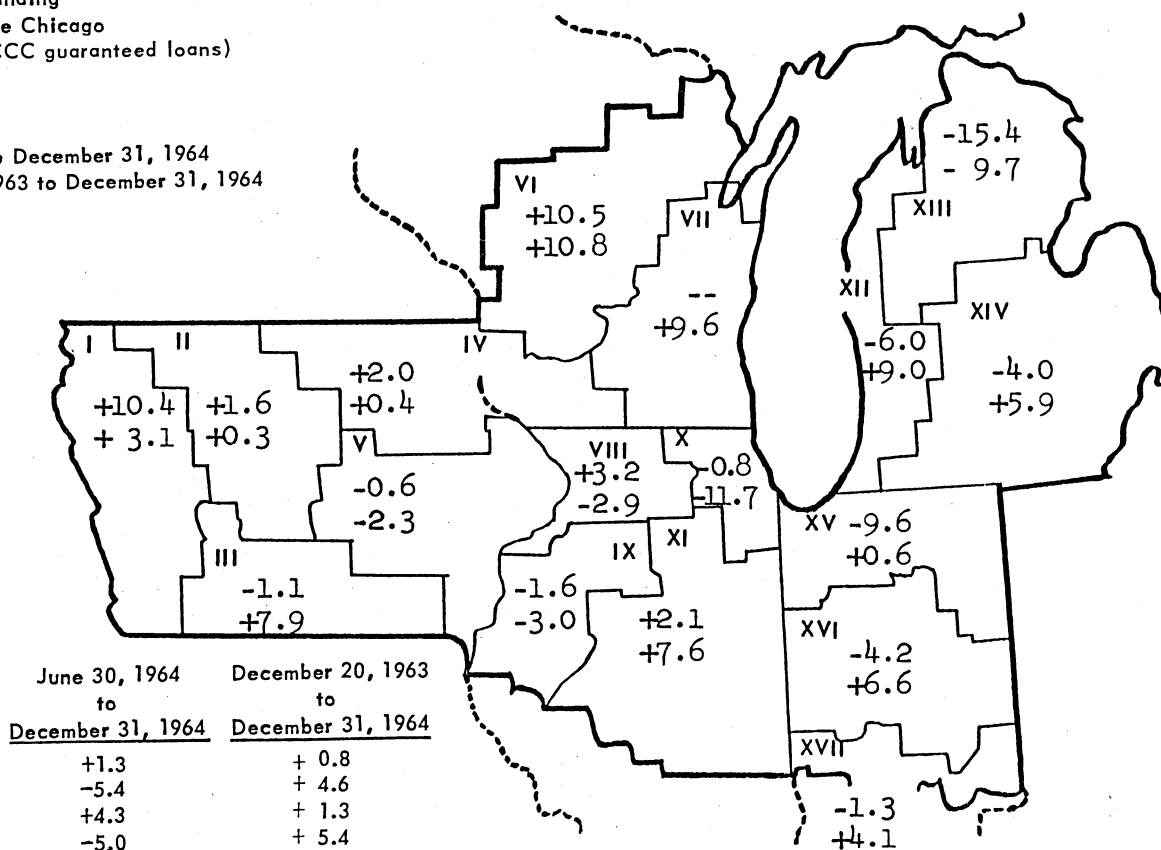 e Chicago
CCC guaranteed loans)
December 31, 1964
963 to December 31, 1964
-15.4
- 9.7
XIII
VI
+10.5
+10.8
VII
--
+9.6
XII
-6.0
+9.0
XIV
-4.0
+5.9
I
+10.4
+ 3.1
II
+1.6
+0.3
IV
+2.0
+0.4
V
-0.6
-2.3
VIII
+3.2
-2.9
X
-0.8
-11.7
III
-1.1
+7.9
IX
-1.6
-3.0
XI
+2.1
+7.6
XV -9.6
+0.6
XVI
-4.2
+6.6
XVII
-1.3
+4.1
June 30, 1964 December 20, 1963
to to
December 31, 1964 December 31, 1964
+1.3 + 0.8
-5.4 + 4.6
+4.3 + 1.3
-5.0 + 5.4